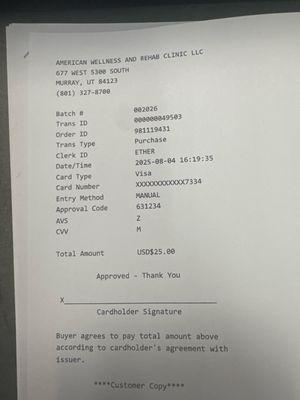 AMERICAN WELLNESS AND REHAB CLINIC LLC
677 WEST 5300 SOUTH
MURRAY, UT 84123
(801) 327-8700
Batch # 002026
Trans ID 000000049503
Order ID 981119431
Trans Type Purchase
Clerk ID ETHER
Date/Time 2025-08-04 16:19:35
Card Type Visa
Card Number XXXXXXXXXXXX7334
Entry Method MANUAL
Approval Code 631234
AVS Z
CVV M
Total Amount USD$25.00
Approved - Thank You
X
Cardholder Signature
Buyer agrees to pay total amount above
according to cardholder's agreement with
issuer.
****Customer Copy****